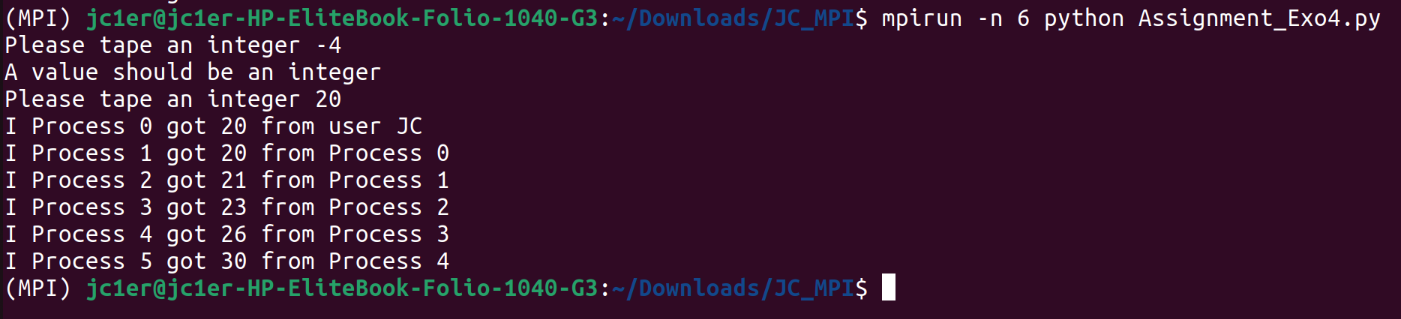 (MPI) jc1er@jc1er-HP-EliteBook-Folio-1040-G3:~/Downloads/JC_MPI$ mpirun -n 6 python Assignment_Exo4.py
Please tape an integer -4
A value should be an integer
Please tape an integer 20
I Process 0 got 20 from user JC
I Process 1 got 20 from Process 0
I Process 2 got 21 from Process 1
I Process 3 got 23 from Process 2
I Process 4 got 26 from Process 3
I Process 5 got 30 from Process 4
(MPI) jc1er@jc1er-HP-EliteBook-Folio-1040-G3:~/Downloads/JC_MPI$